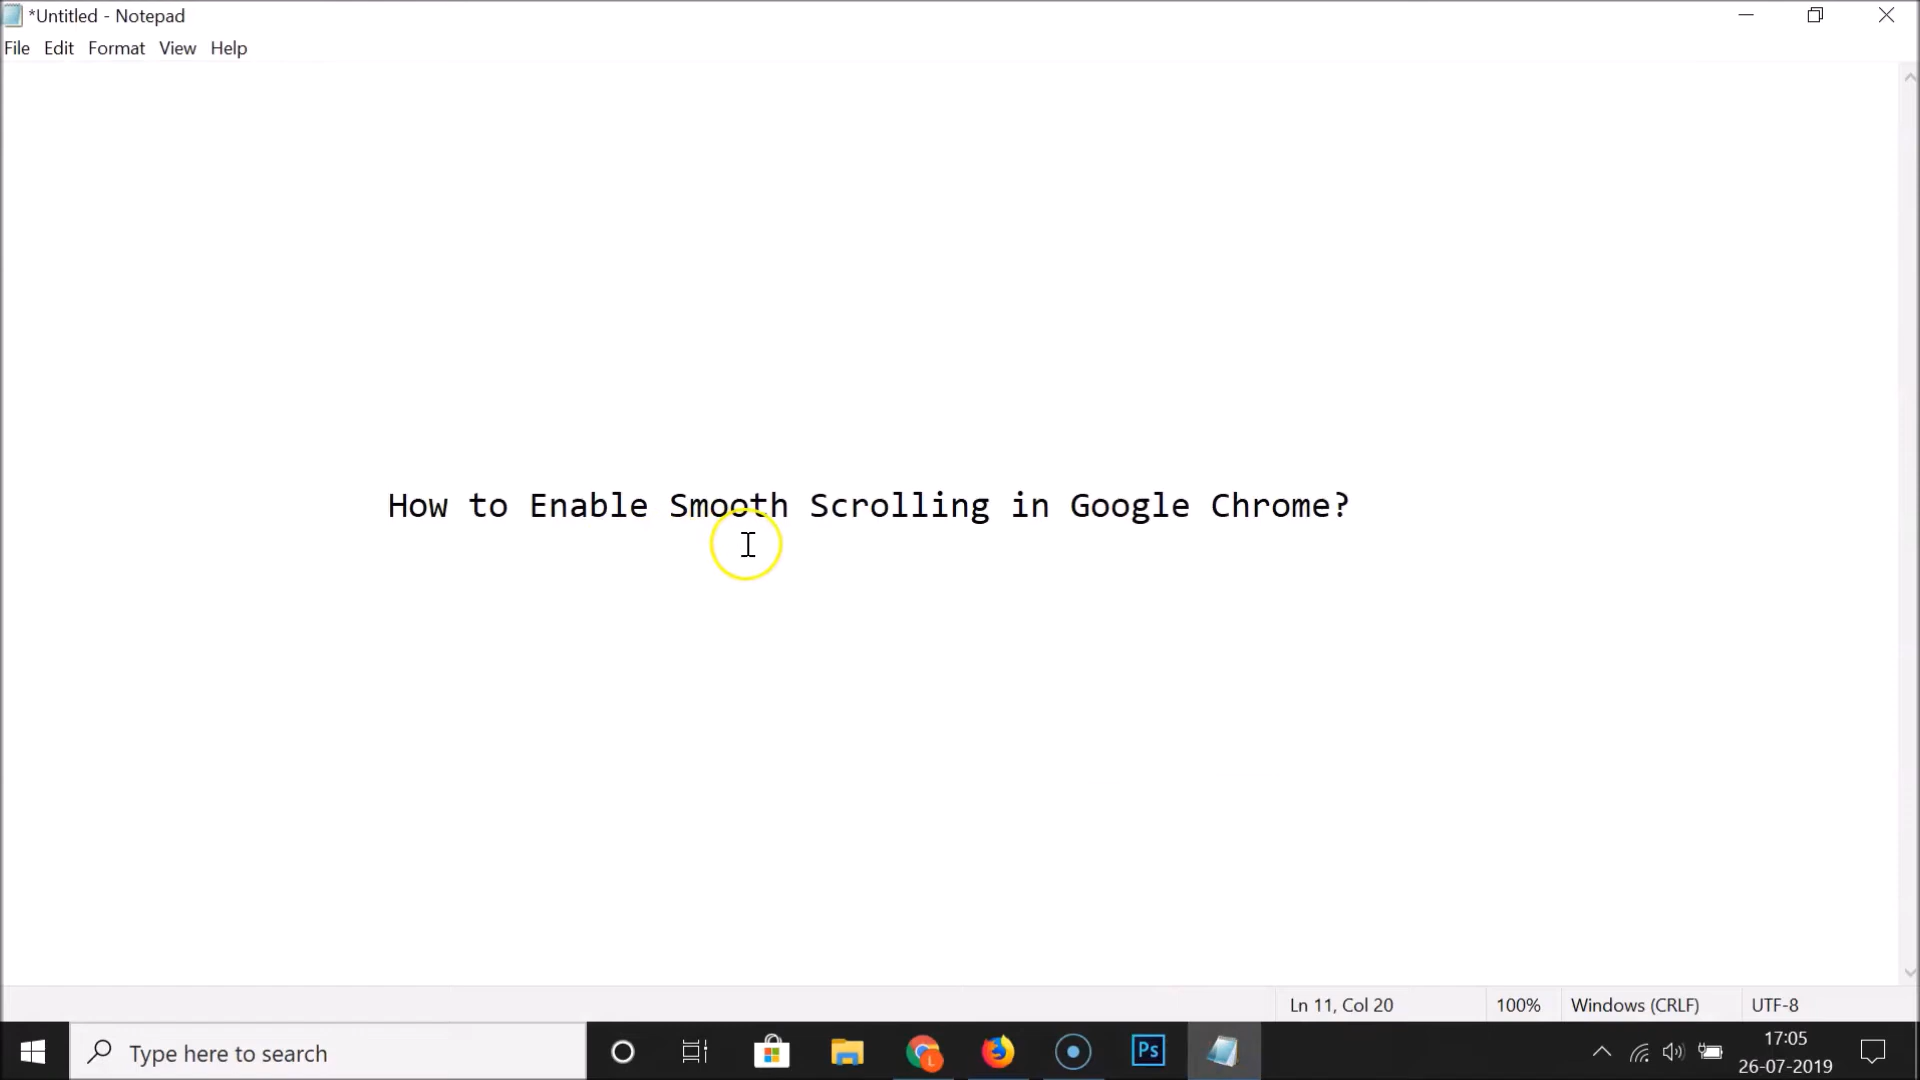 *Untitled - Notepad
File Edit Format View Help
How to Enable Smooth Scrolling in Google Chrome?
Ln 11, Col 20 100% Windows (CRLF) UTF-8
Type here to search L Ps 17:05
26-07-2019